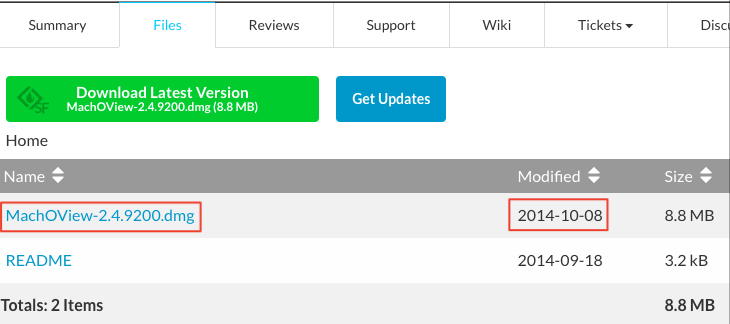 Summary Files Reviews Support Wiki Tickets Discu
Download Latest Version
MachOView-2.4.9200.dmg (8.8 MB)
SF
Get Updates
Home
Name Modified Size
MachOView-2.4.9200.dmg 2014-10-08 8.8 MB
README 2014-09-18 3.2 kB
Totals: 2 Items 8.8 MB